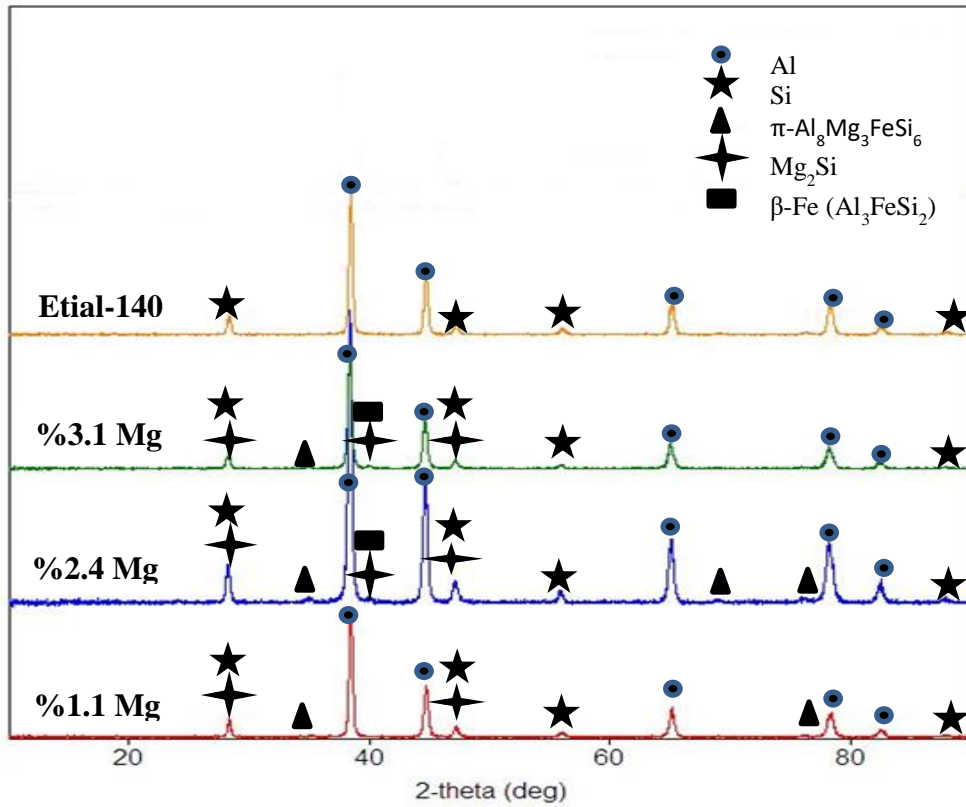 Al
Si
π-Al₈Mg₃FeSi₆
Mg₂Si
β-Fe (Al₃FeSi₂)
Etial-140
%3.1 Mg
%2.4 Mg
%1.1 Mg
20 40 60 80
2-theta (deg)